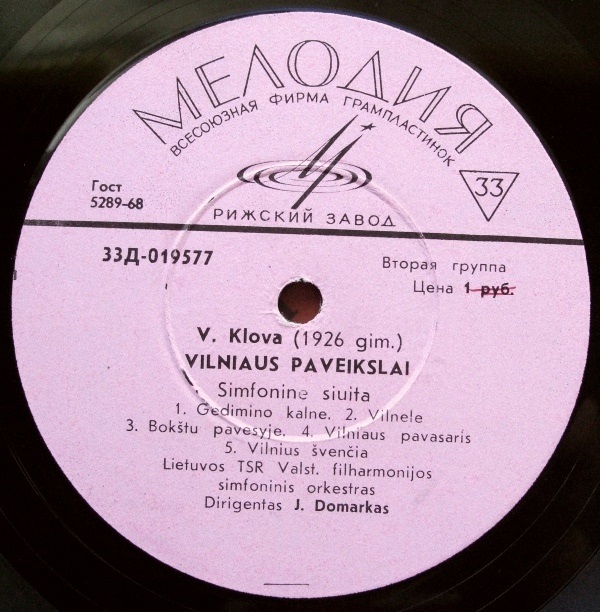 МЕЛОДИЯ
ВСЕСОЮЗНАЯ ФИРМА ГРАМПЛАСТИНОК
33
Гост
5289-68
РИЖСКИЙ ЗАВОД
33Д-019577
Вторая группа
Цена 1 руб.
V. Klova (1926 gim.)
VILNIAUS PAVEIKSLAI
Simfoninė siuita
1. Gedimino kalne. 2. Vilnelė
3. Bokštu pavesyje. 4. Vilniaus pavasaris
5. Vilnius švenčia
Lietuvos TSR Valst. filharmonijos
simfoninis orkestras
Dirigentas J. Domarkas